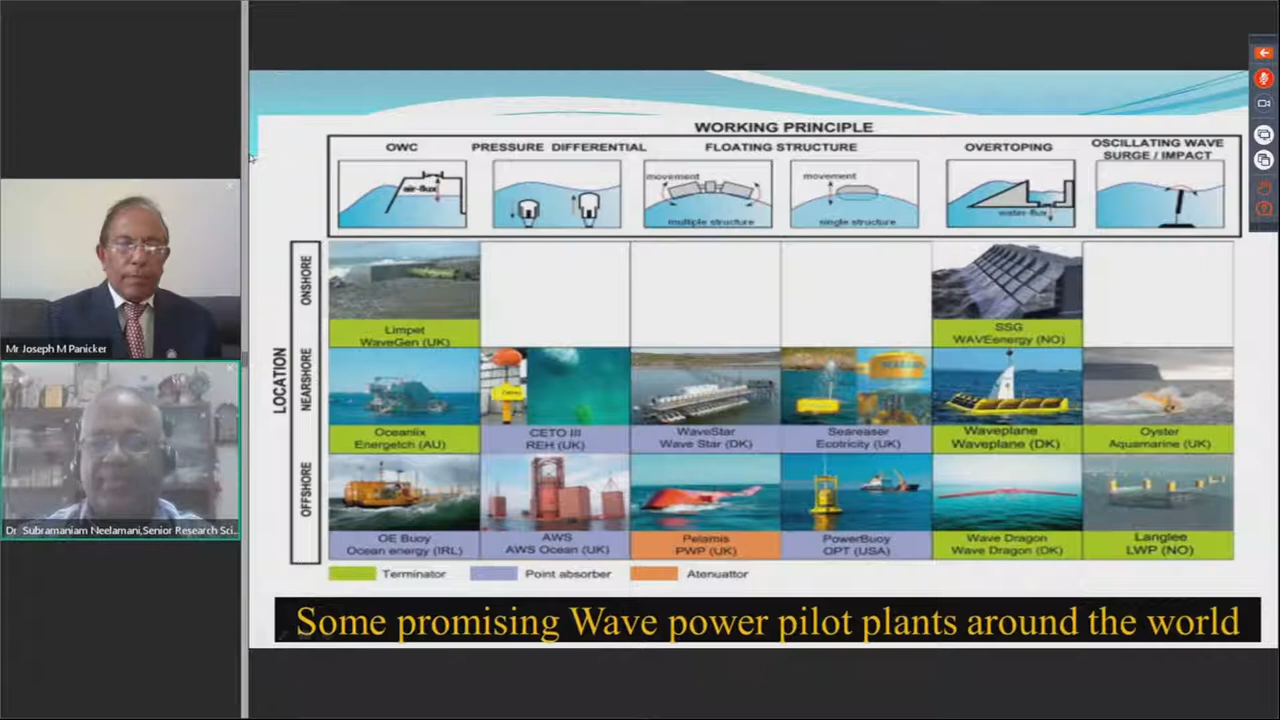 WORKING PRINCIPLE
OWC
PRESSURE DIFFERENTIAL
FLOATING STRUCTURE
OVERTOPING
OSCILLATING WAVE
SURGE / IMPACT
air-flux
movement
multiple structure
movement
single structure
water-flux
LOCATION
ONSHORE
Limpet
WaveGen (UK)
SSG
WAVEenergy (NO)
NEARSHORE
Oceanlix
Energetch (AU)
CETO III
REH (UK)
WaveStar
Wave Star (DK)
Searaser
Ecotricity (UK)
Waveplane
Waveplane (DK)
Oyster
Aquamarine (UK)
OFFSHORE
OE Buoy
Ocean energy (IRL)
AWS
AWS Ocean (UK)
Pelamis
PWP (UK)
PowerBuoy
OPT (USA)
Wave Dragon
Wave Dragon (DK)
Langlee
LWP (NO)
Terminator
Point absorber
Atenuattor
Some promising Wave power pilot plants around the world
Mr Joseph M Panicker
Dr Subramaniam Neelamani,Senior Research Sci...